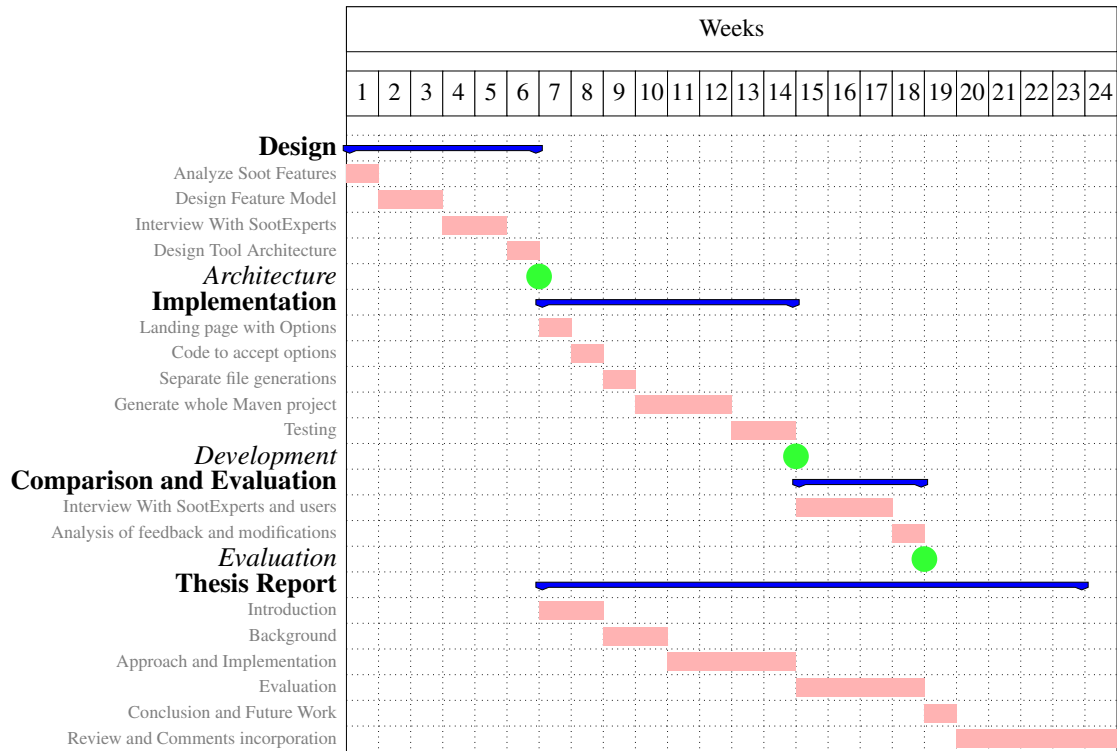 Weeks
1 2 3 4 5 6 7 8 9 10 11 12 13 14 15 16 17 18 19 20 21 22 23 24
Design
Analyze Soot Features
Design Feature Model
Interview With SootExperts
Design Tool Architecture
Architecture
Implementation
Landing page with Options
Code to accept options
Separate file generations
Generate whole Maven project
Testing
Development
Comparison and Evaluation
Interview With SootExperts and users
Analysis of feedback and modifications
Evaluation
Thesis Report
Introduction
Background
Approach and Implementation
Evaluation
Conclusion and Future Work
Review and Comments incorporation